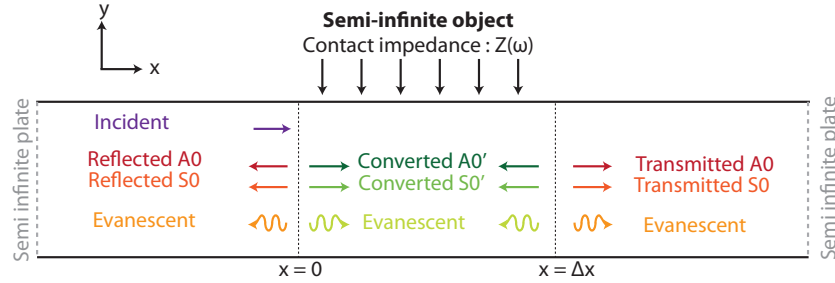 y
x
Semi-infinite object
Contact impedance : Z(ω)
Semi infinite plate
Incident
Reflected A0
Reflected S0
Evanescent
Converted A0’
Converted S0’
Evanescent
Transmitted A0
Transmitted S0
Evanescent
Semi infinite plate
x = 0
x = Δx